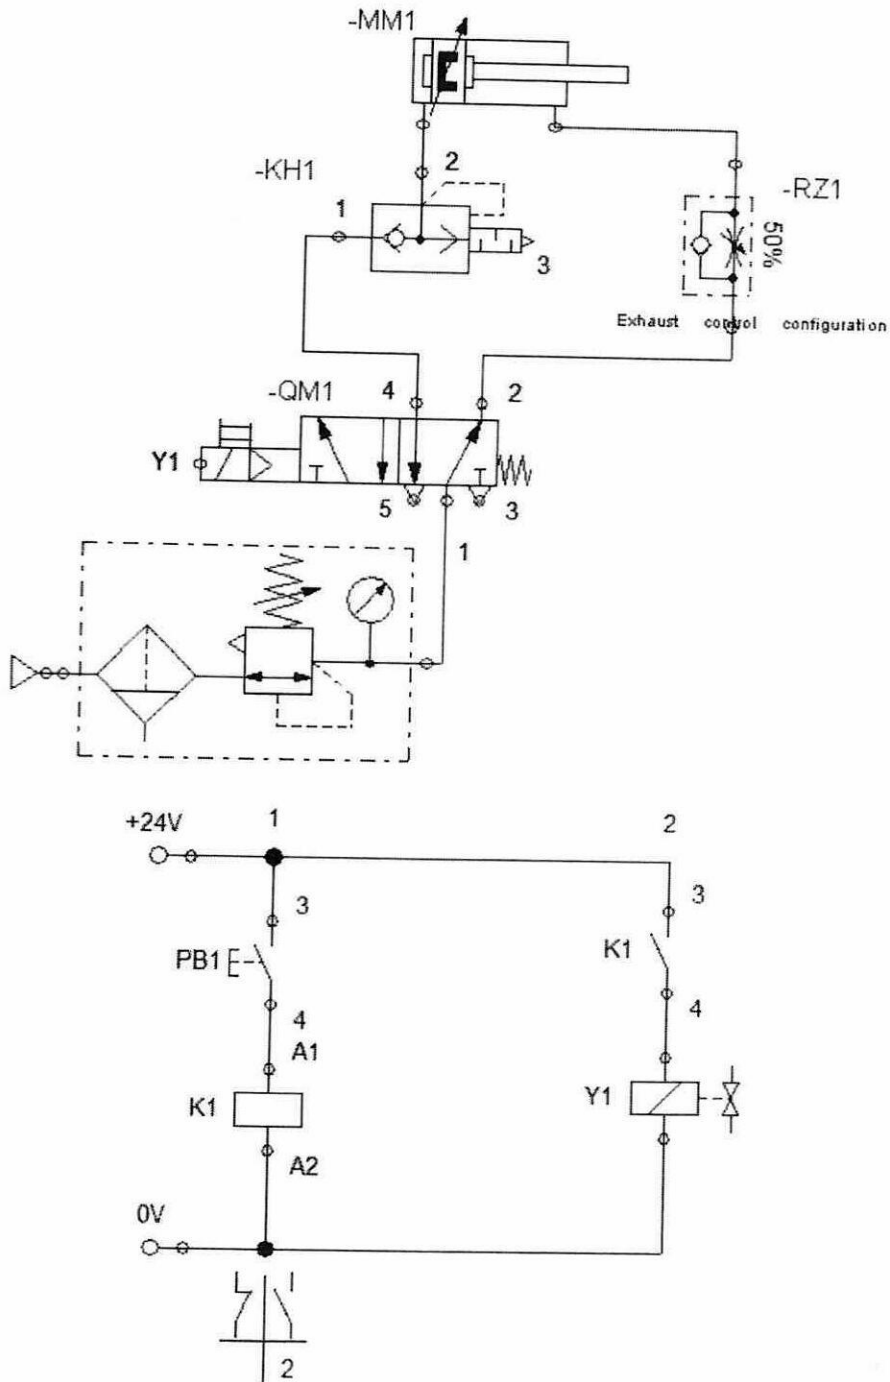 -MM1
-KH1
2
1
-RZ1
50%
3
Exhaust control configuration
-QM1
4
2
Y1
5
3
1
+24V
1
2
3
3
PB1
K1
4
4
A1
K1
Y1
A2
0V
2